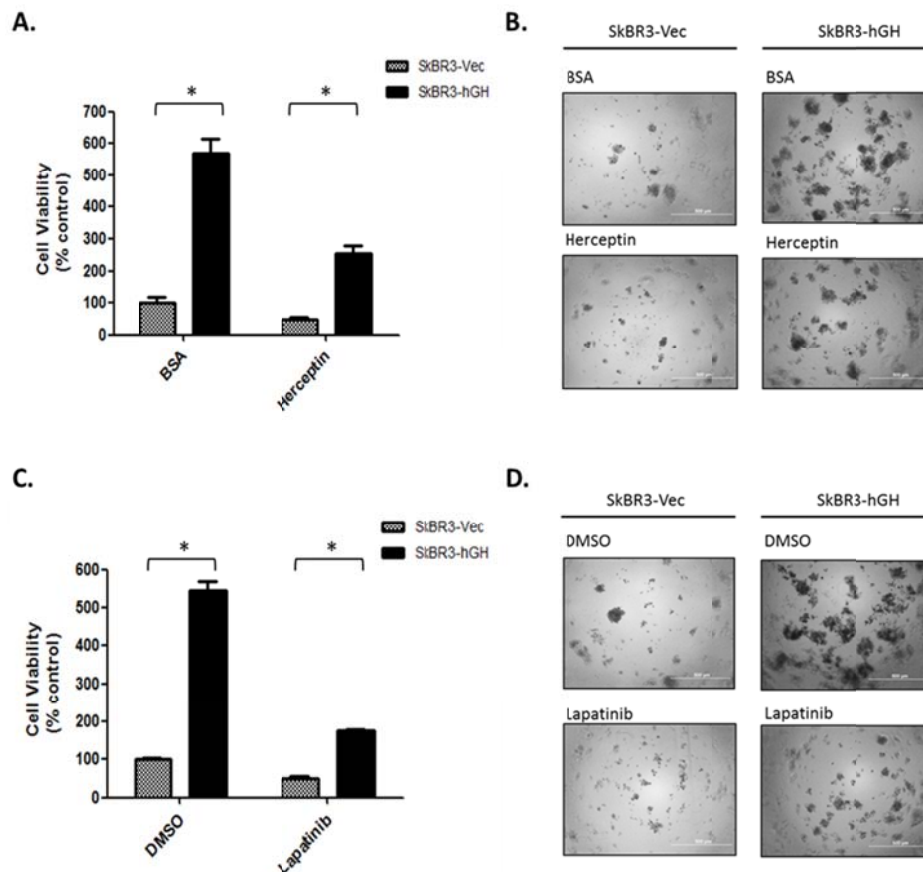 A.
SkBR3-Vec
SkBR3-hGH
* *
700
600
500
400
300
200
100
0
Cell Viability
(% control)
BSA
Herceptin
B.
SkBR3-Vec SkBR3-hGH
BSA BSA
Herceptin Herceptin
C.
SkBR3-Vec
SkBR3-hGH
* *
600
500
400
300
200
100
0
Cell Viability
(% control)
DMSO
Lapatinib
D.
SkBR3-Vec SkBR3-hGH
DMSO DMSO
Lapatinib Lapatinib